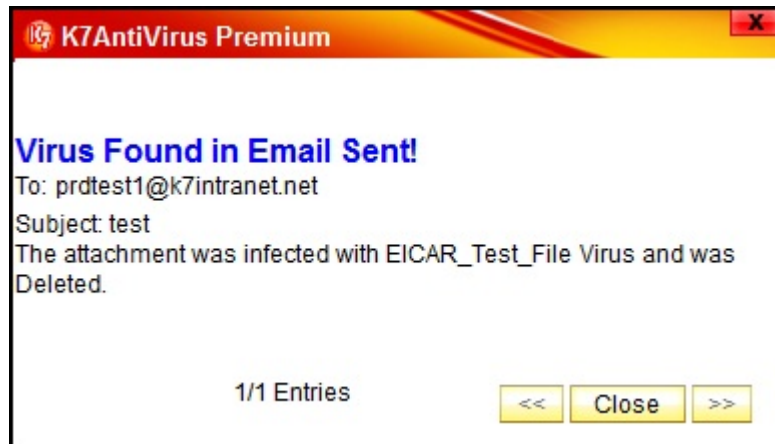 K7 K7AntiVirus Premium X
Virus Found in Email Sent!
To: prdtest1@k7intranet.net
Subject: test
The attachment was infected with EICAR_Test_File Virus and was
Deleted.
1/1 Entries << Close >>